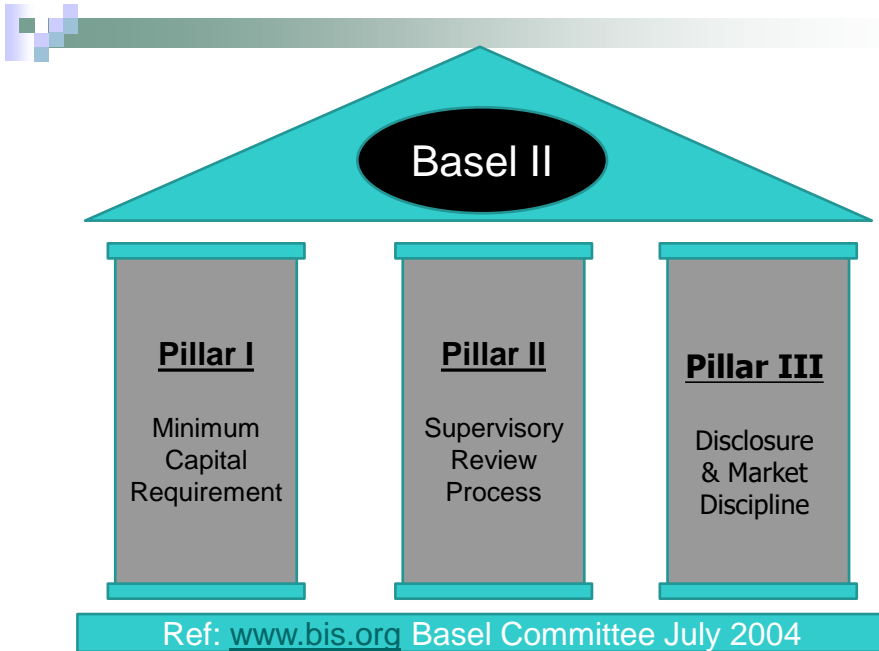 Basel II
Pillar I
Minimum
Capital
Requirement
Pillar II
Supervisory
Review
Process
Pillar III
Disclosure
& Market
Discipline
Ref: www.bis.org Basel Committee July 2004